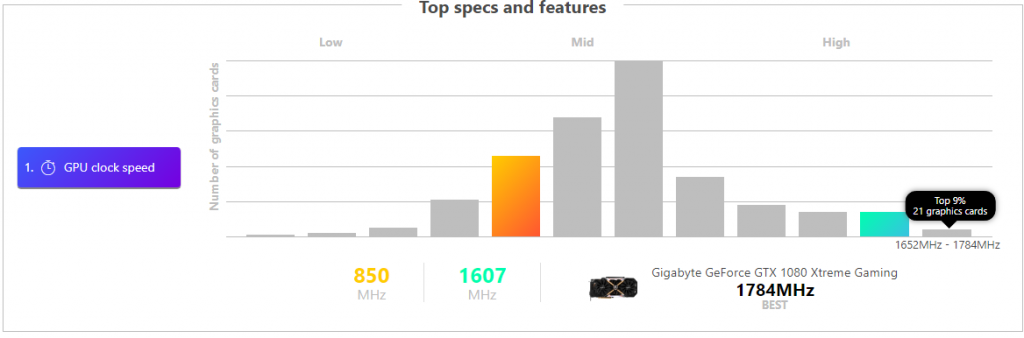 Top specs and features
Low
Mid
High
Number of graphics cards
1. GPU clock speed
Top 9%
21 graphics cards
1652MHz - 1784MHz
850
MHz
1607
MHz
Gigabyte GeForce GTX 1080 Xtreme Gaming
1784MHz
BEST